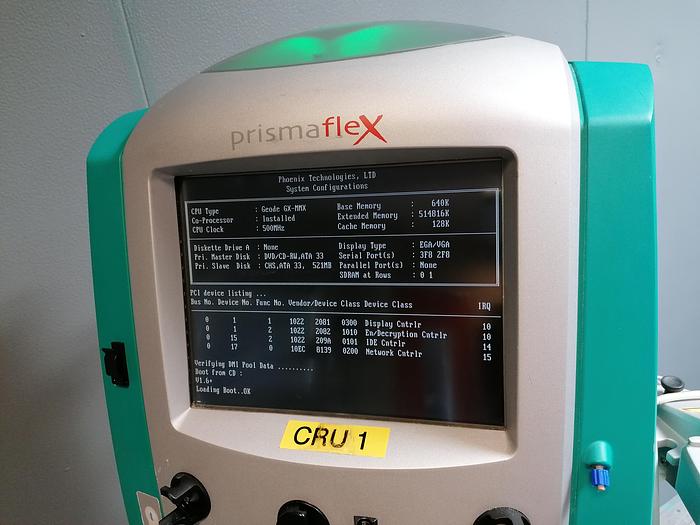 prismaflex
Phoenix Technologies, LTD
System Configurations
CPU Type : Geode GX-MMX Base Memory : 640K
Co-Processor : Installed Extended Memory : 514816K
CPU Clock : 500MHz Cache Memory : 128K
Diskette Drive A : None Display Type : EGA/VGA
Pri. Master Disk : DVD/CD-RW,ATA 33 Serial Port(s) : 3F8 2F8
Pri. Slave Disk : CHS,ATA 33, 521MB Parallel Port(s) : None
SDRAM at Rows : 0 1
PCI device listing ...
Bus No. Device No. Func No. Vendor/Device Class Device Class IRQ
0 1 1 1022 2081 0300 Display Cntrlr 10
0 1 2 1022 2082 1010 En/Decryption Cntrlr 10
0 15 2 1022 209A 0101 IDE Cntrlr 14
0 17 0 10EC 8139 0200 Network Cntrlr 15
Verifying DMI Pool Data ..........
Boot from CD :
V1.6+
Loading Boot..OK
CRU 1